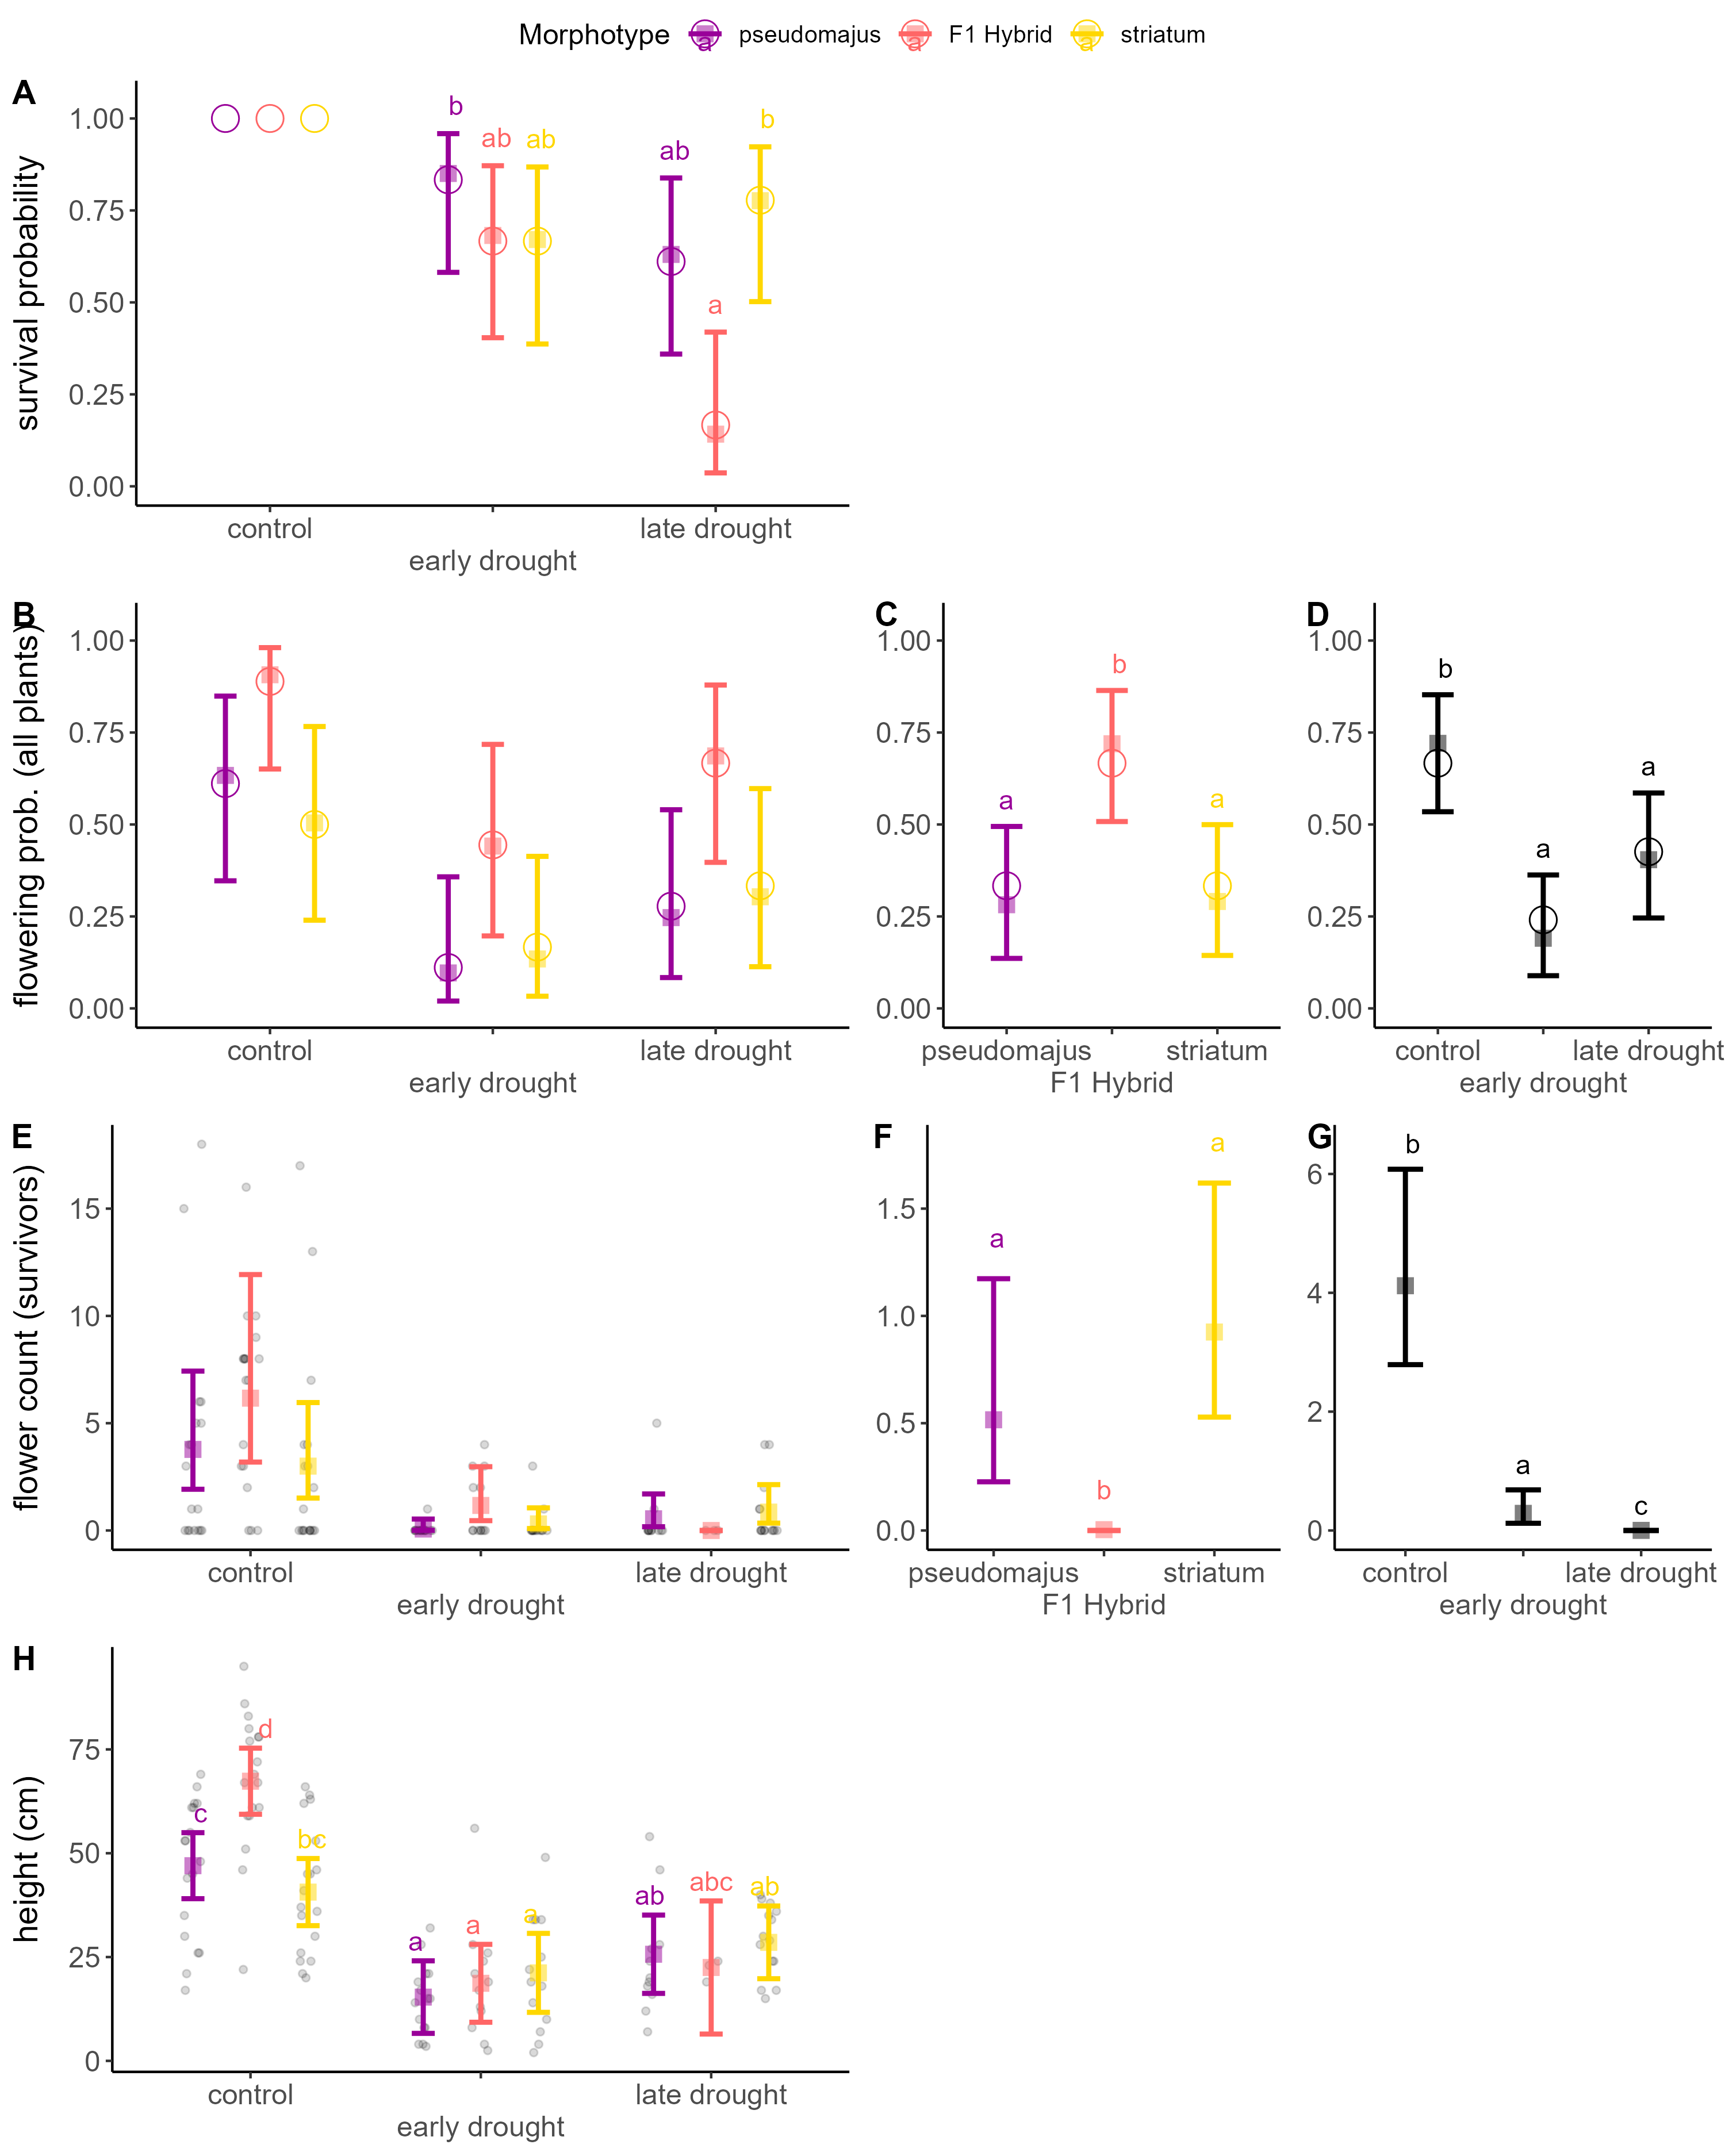 Morphotype a pseudomajus a F1 Hybrid a striatum
A
survival probability
1.00
0.75
0.50
0.25
0.00
b
ab
ab
ab
a
b
control
early drought
late drought
B
flowering prob. (all plants)
1.00
0.75
0.50
0.25
0.00
control
early drought
late drought
C
1.00
0.75
0.50
0.25
0.00
a
b
a
pseudomajus
F1 Hybrid
striatum
D
1.00
0.75
0.50
0.25
0.00
b
a
a
control
early drought
late drought
E
flower count (survivors)
15
10
5
0
control
early drought
late drought
F
1.5
1.0
0.5
0.0
a
b
a
pseudomajus
F1 Hybrid
striatum
G
6
4
2
0
b
a
c
control
early drought
late drought
H
height (cm)
75
50
25
0
c
d
bc
a
a
a
ab
abc
ab
control
early drought
late drought